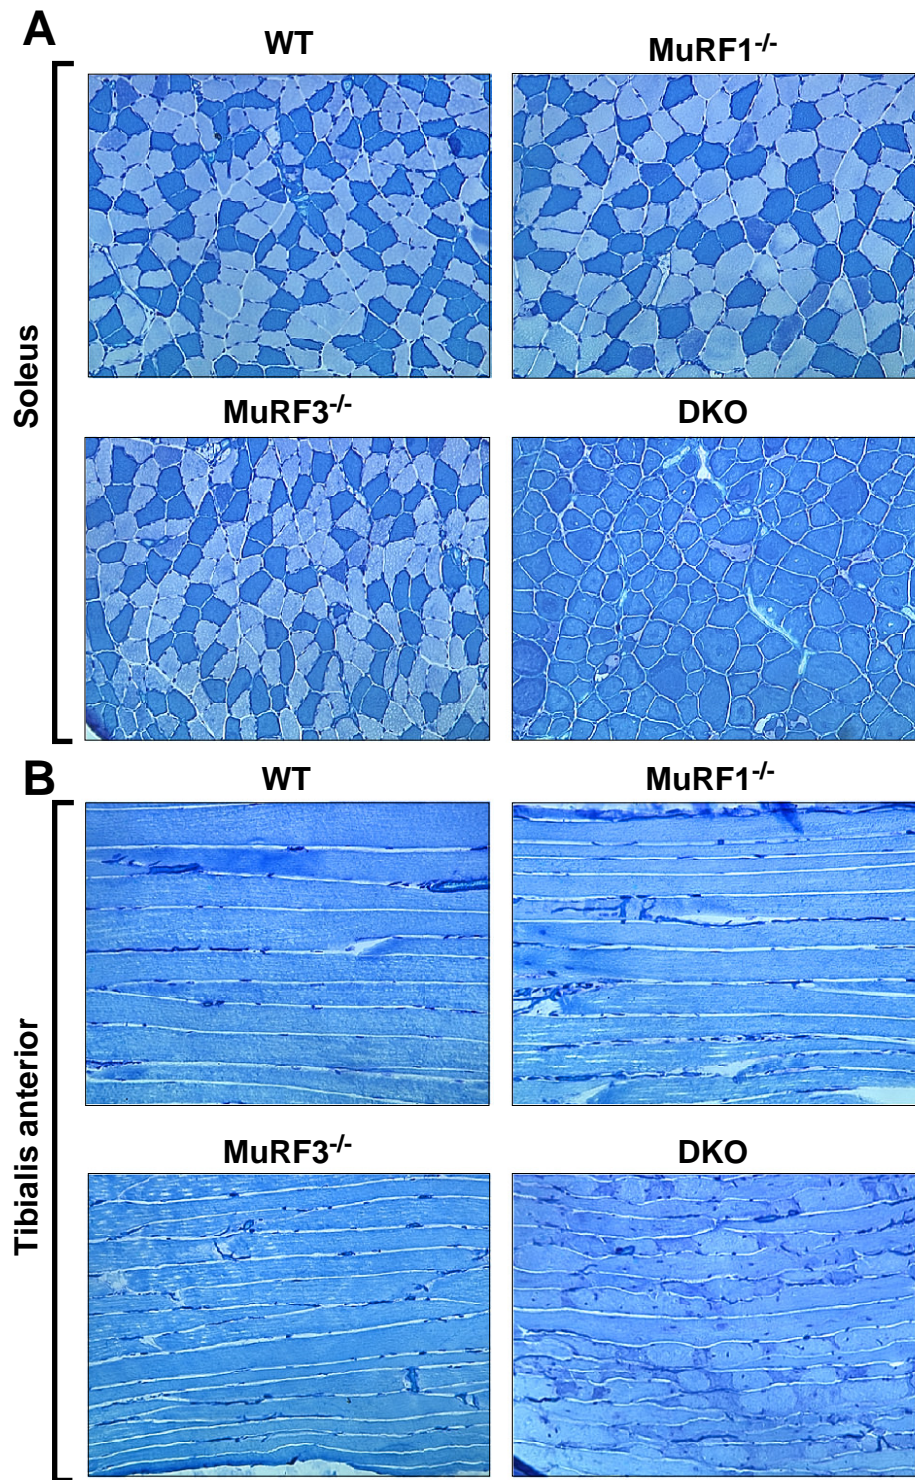 A
WT
MuRF1-/-
Soleus
MuRF3-/-
DKO
B
WT
MuRF1-/-
Tibialis anterior
MuRF3-/-
DKO